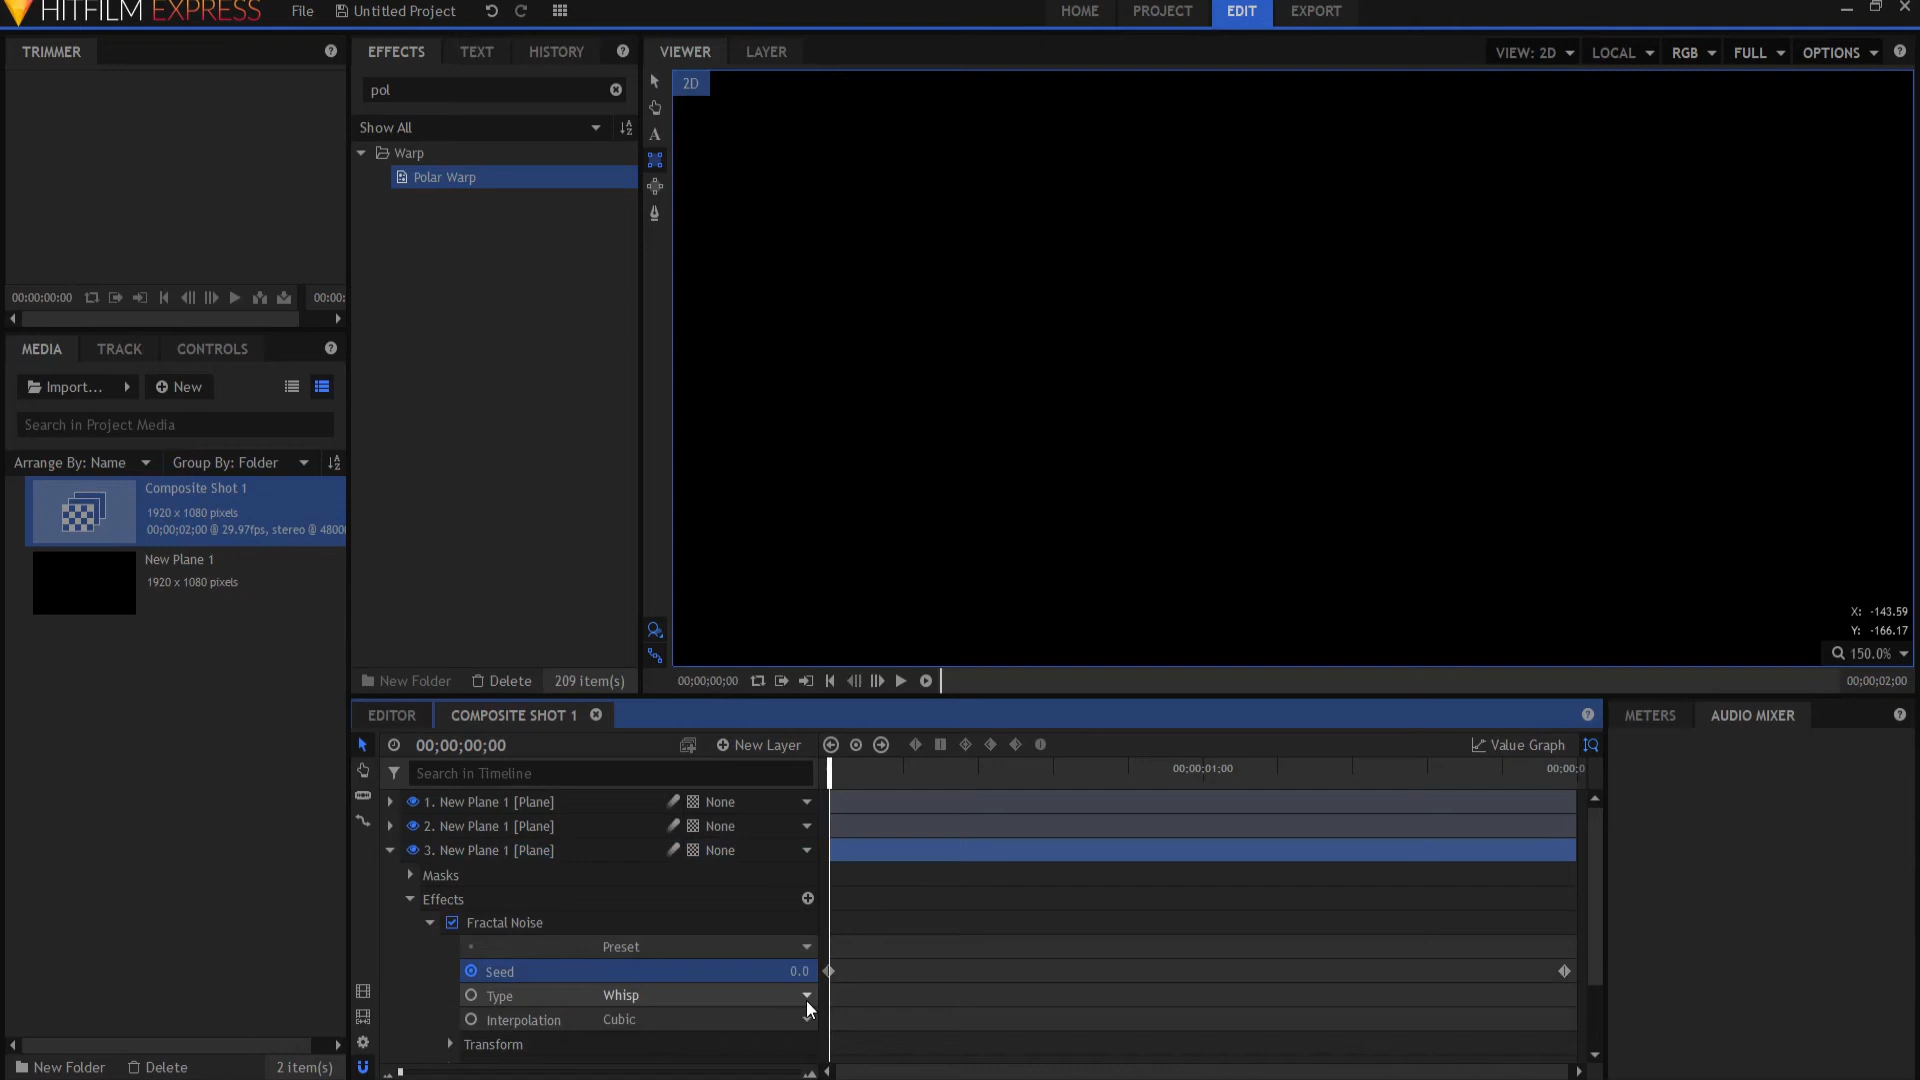 HITFILM EXPRESS File Untitled Project HOME PROJECT EDIT EXPORT
TRIMMER
EFFECTS TEXT HISTORY
VIEWER LAYER VIEW: 2D LOCAL RGB FULL OPTIONS
pol
2D
Show All
Warp
Polar Warp
00:00:00:00 00:00:
MEDIA TRACK CONTROLS
Import... New
Search in Project Media
Arrange By: Name Group By: Folder
Composite Shot 1
1920 x 1080 pixels
00;00;02;00 @ 29.97fps, stereo @ 4800
New Plane 1
1920 x 1080 pixels
X: -143.59
Y: -166.17
150.0%
New Folder Delete 209 item(s)
00;00;00;00 00;00;02;00
EDITOR COMPOSITE SHOT 1
METERS AUDIO MIXER
00;00;00;00 New Layer Value Graph
Search in Timeline
00;00;01;00 00;00;0
1. New Plane 1 [Plane] None
2. New Plane 1 [Plane] None
3. New Plane 1 [Plane] None
Masks
Effects
Fractal Noise
Preset
Seed 0.0
Type Whisp
Interpolation Cubic
Transform
New Folder Delete 2 item(s)